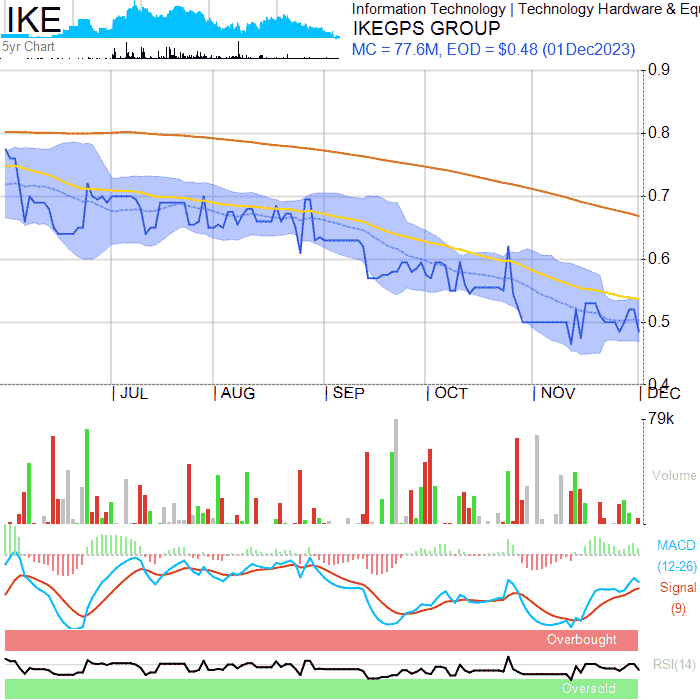 IKE
5yr Chart
Information Technology | Technology Hardware & Equ
IKEGPS GROUP
MC = 77.6M, EOD = $0.48 (01Dec2023)
0.9
0.8
0.7
0.6
0.5
0.4
| JUL | AUG | SEP | OCT | NOV | DEC
79k
Volume
MACD
(12-26)
Signal
(9)
Overbought
RSI(14)
Oversold